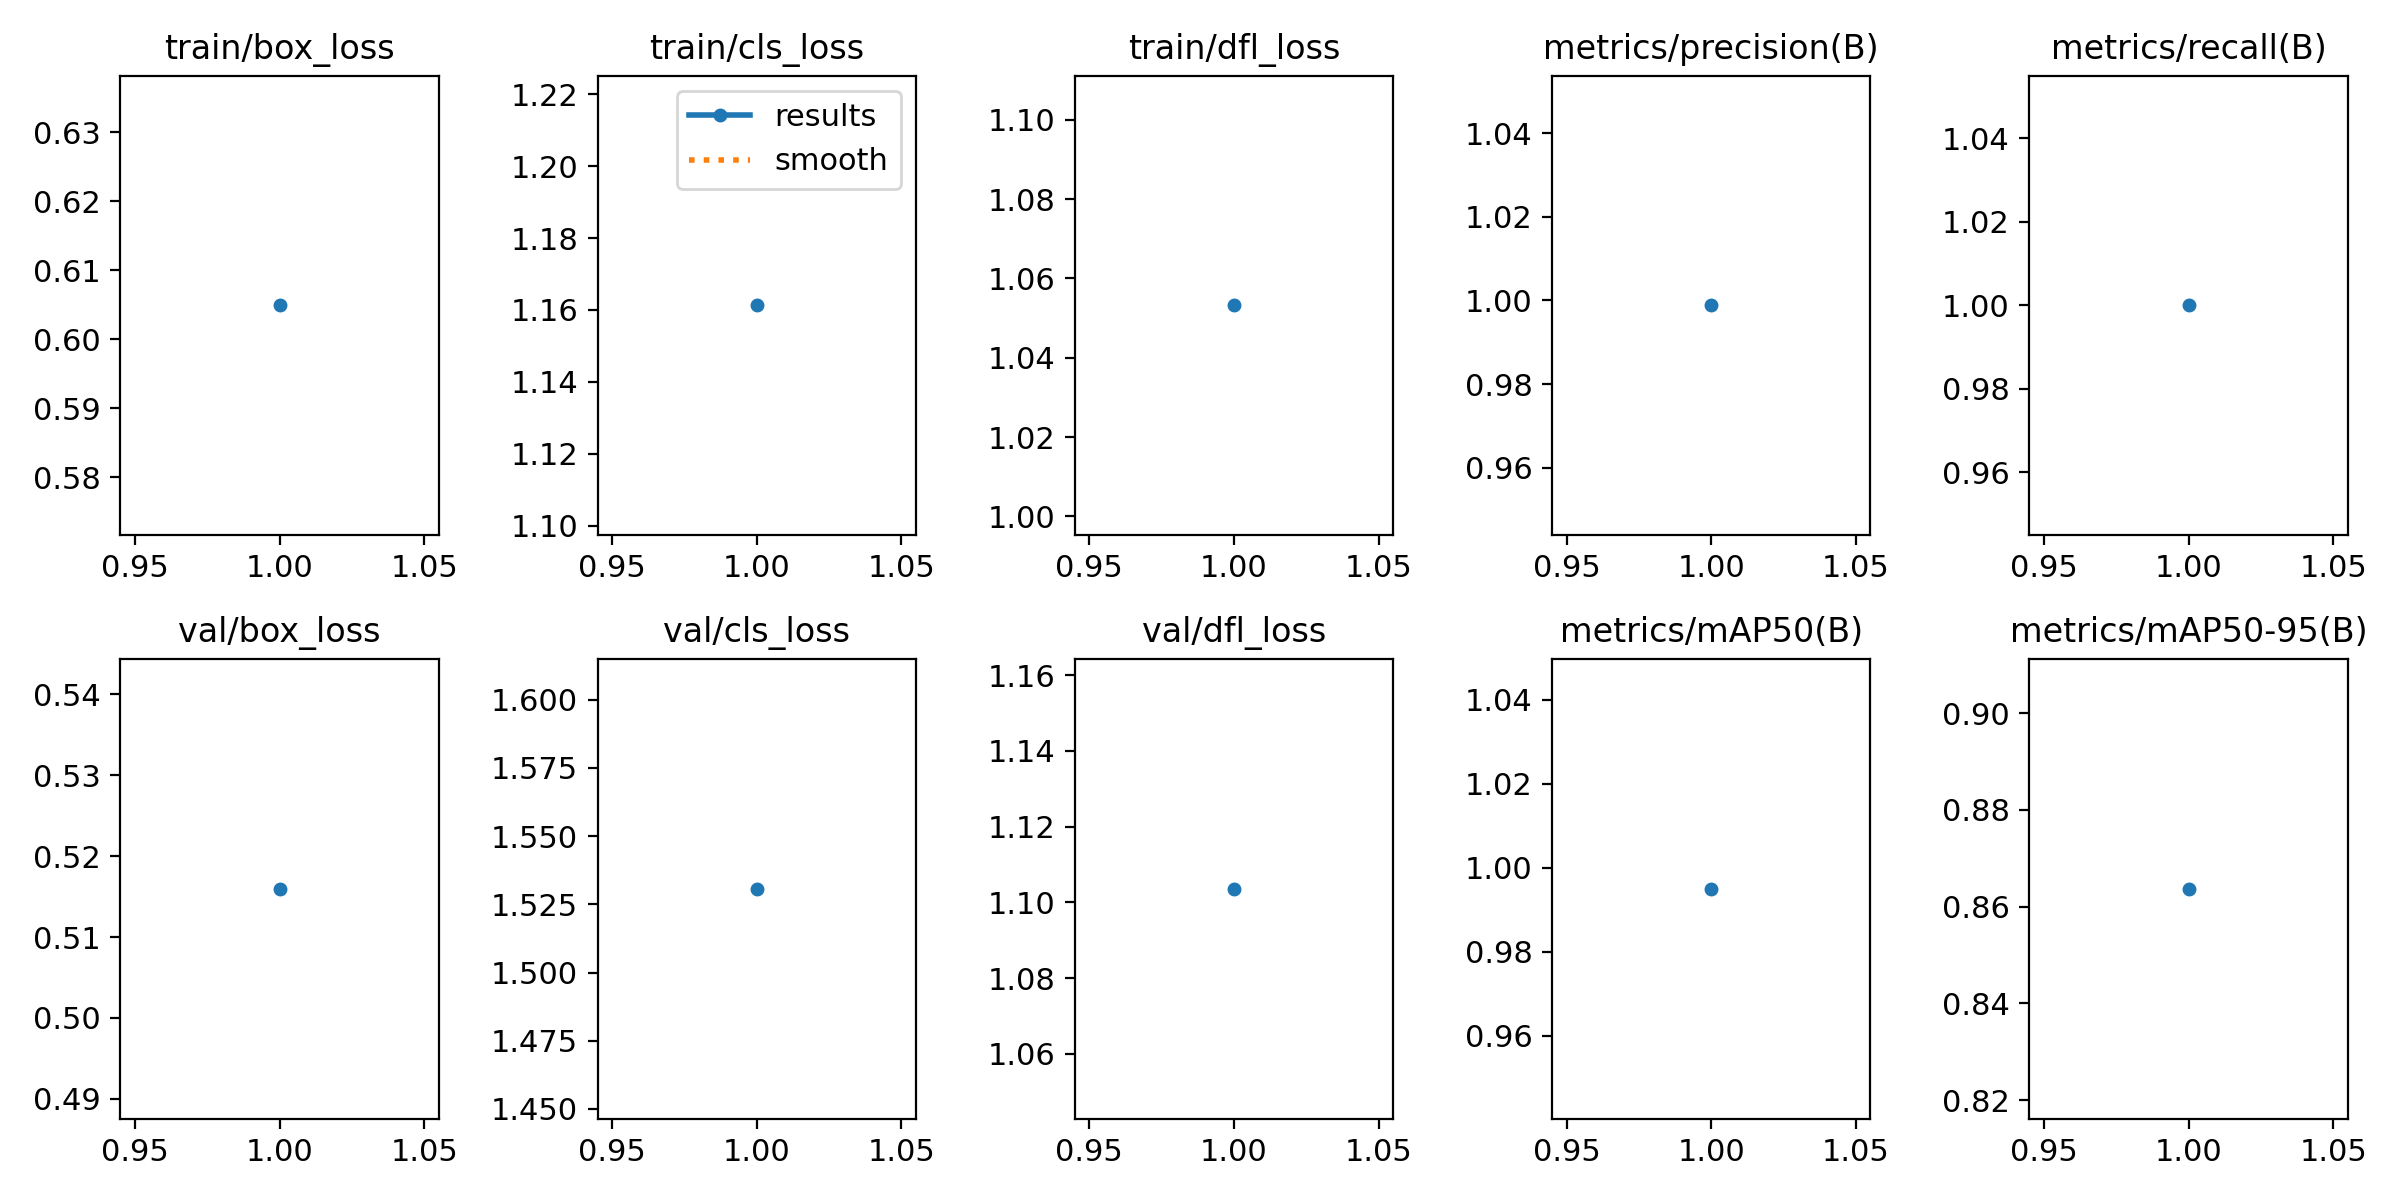 train/box_loss
train/cls_loss
train/dfl_loss
metrics/precision(B)
metrics/recall(B)
0.63
0.62
0.61
0.60
0.59
0.58
0.95 1.00 1.05
1.22
1.20
1.18
1.16
1.14
1.12
1.10
results
smooth
0.95 1.00 1.05
1.10
1.08
1.06
1.04
1.02
1.00
0.95 1.00 1.05
1.04
1.02
1.00
0.98
0.96
0.95 1.00 1.05
1.04
1.02
1.00
0.98
0.96
0.95 1.00 1.05
val/box_loss
val/cls_loss
val/dfl_loss
metrics/mAP50(B)
metrics/mAP50-95(B)
0.54
0.53
0.52
0.51
0.50
0.49
0.95 1.00 1.05
1.600
1.575
1.550
1.525
1.500
1.475
1.450
0.95 1.00 1.05
1.16
1.14
1.12
1.10
1.08
1.06
0.95 1.00 1.05
1.04
1.02
1.00
0.98
0.96
0.95 1.00 1.05
0.90
0.88
0.86
0.84
0.82
0.95 1.00 1.05